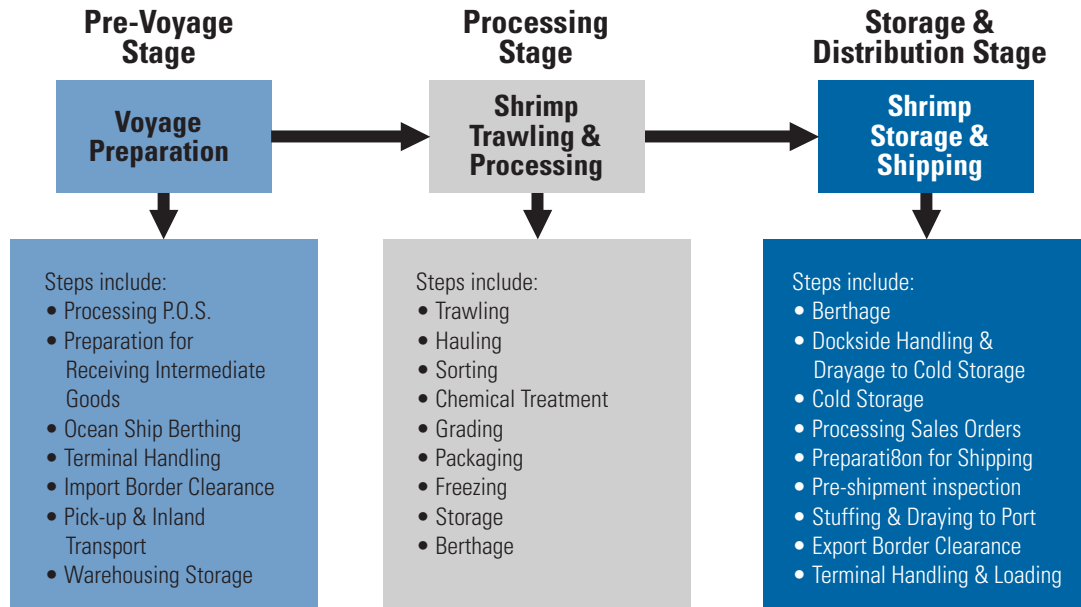 Pre-Voyage
Stage
Processing
Stage
Storage &
Distribution Stage
Voyage
Preparation
Shrimp
Trawling &
Processing
Shrimp
Storage &
Shipping
Steps include:
• Processing P.O.S.
• Preparation for
Receiving Intermediate
Goods
• Ocean Ship Berthing
• Terminal Handling
• Import Border Clearance
• Pick-up & Inland
Transport
• Warehousing Storage
Steps include:
• Trawling
• Hauling
• Sorting
• Chemical Treatment
• Grading
• Packaging
• Freezing
• Storage
• Berthage
Steps include:
• Berthage
• Dockside Handling &
Drayage to Cold Storage
• Cold Storage
• Processing Sales Orders
• Preparati8on for Shipping
• Pre-shipment inspection
• Stuffing & Draying to Port
• Export Border Clearance
• Terminal Handling & Loading